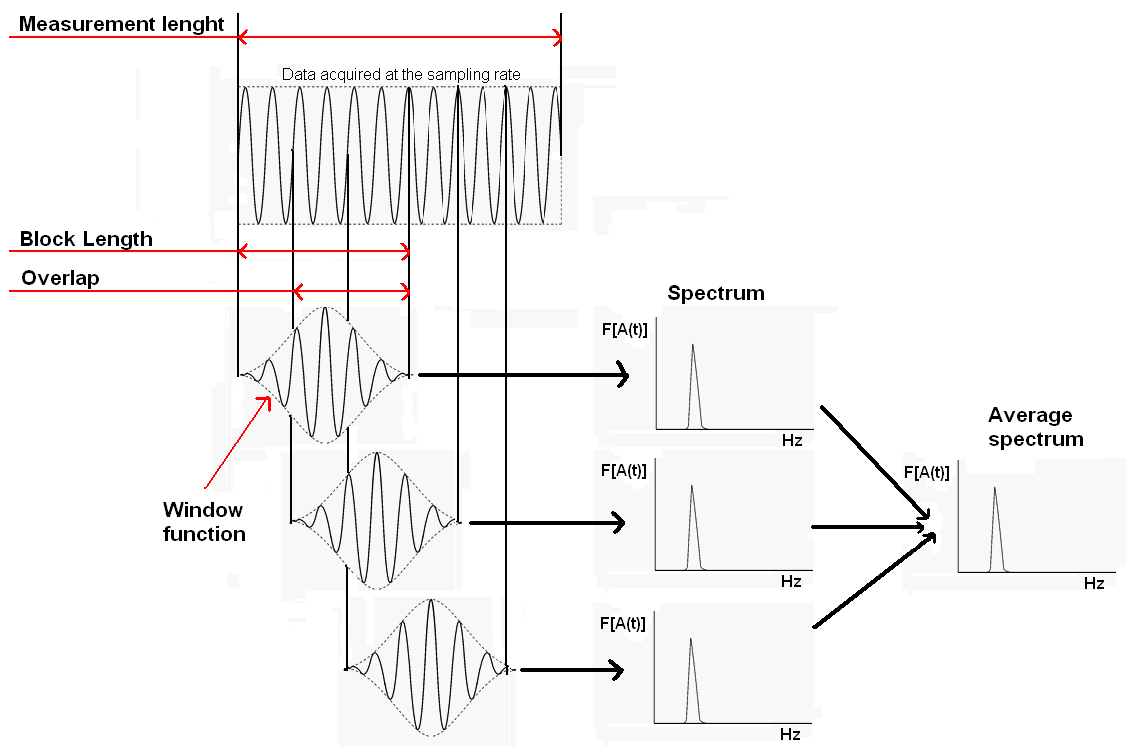 Measurement lenght
Data acquired at the sampling rate
Block Length
Overlap
Spectrum
F[A(t)]
Hz
Window
function
F[A(t)]
Hz
F[A(t)]
Hz
Average
spectrum
F[A(t)]
Hz